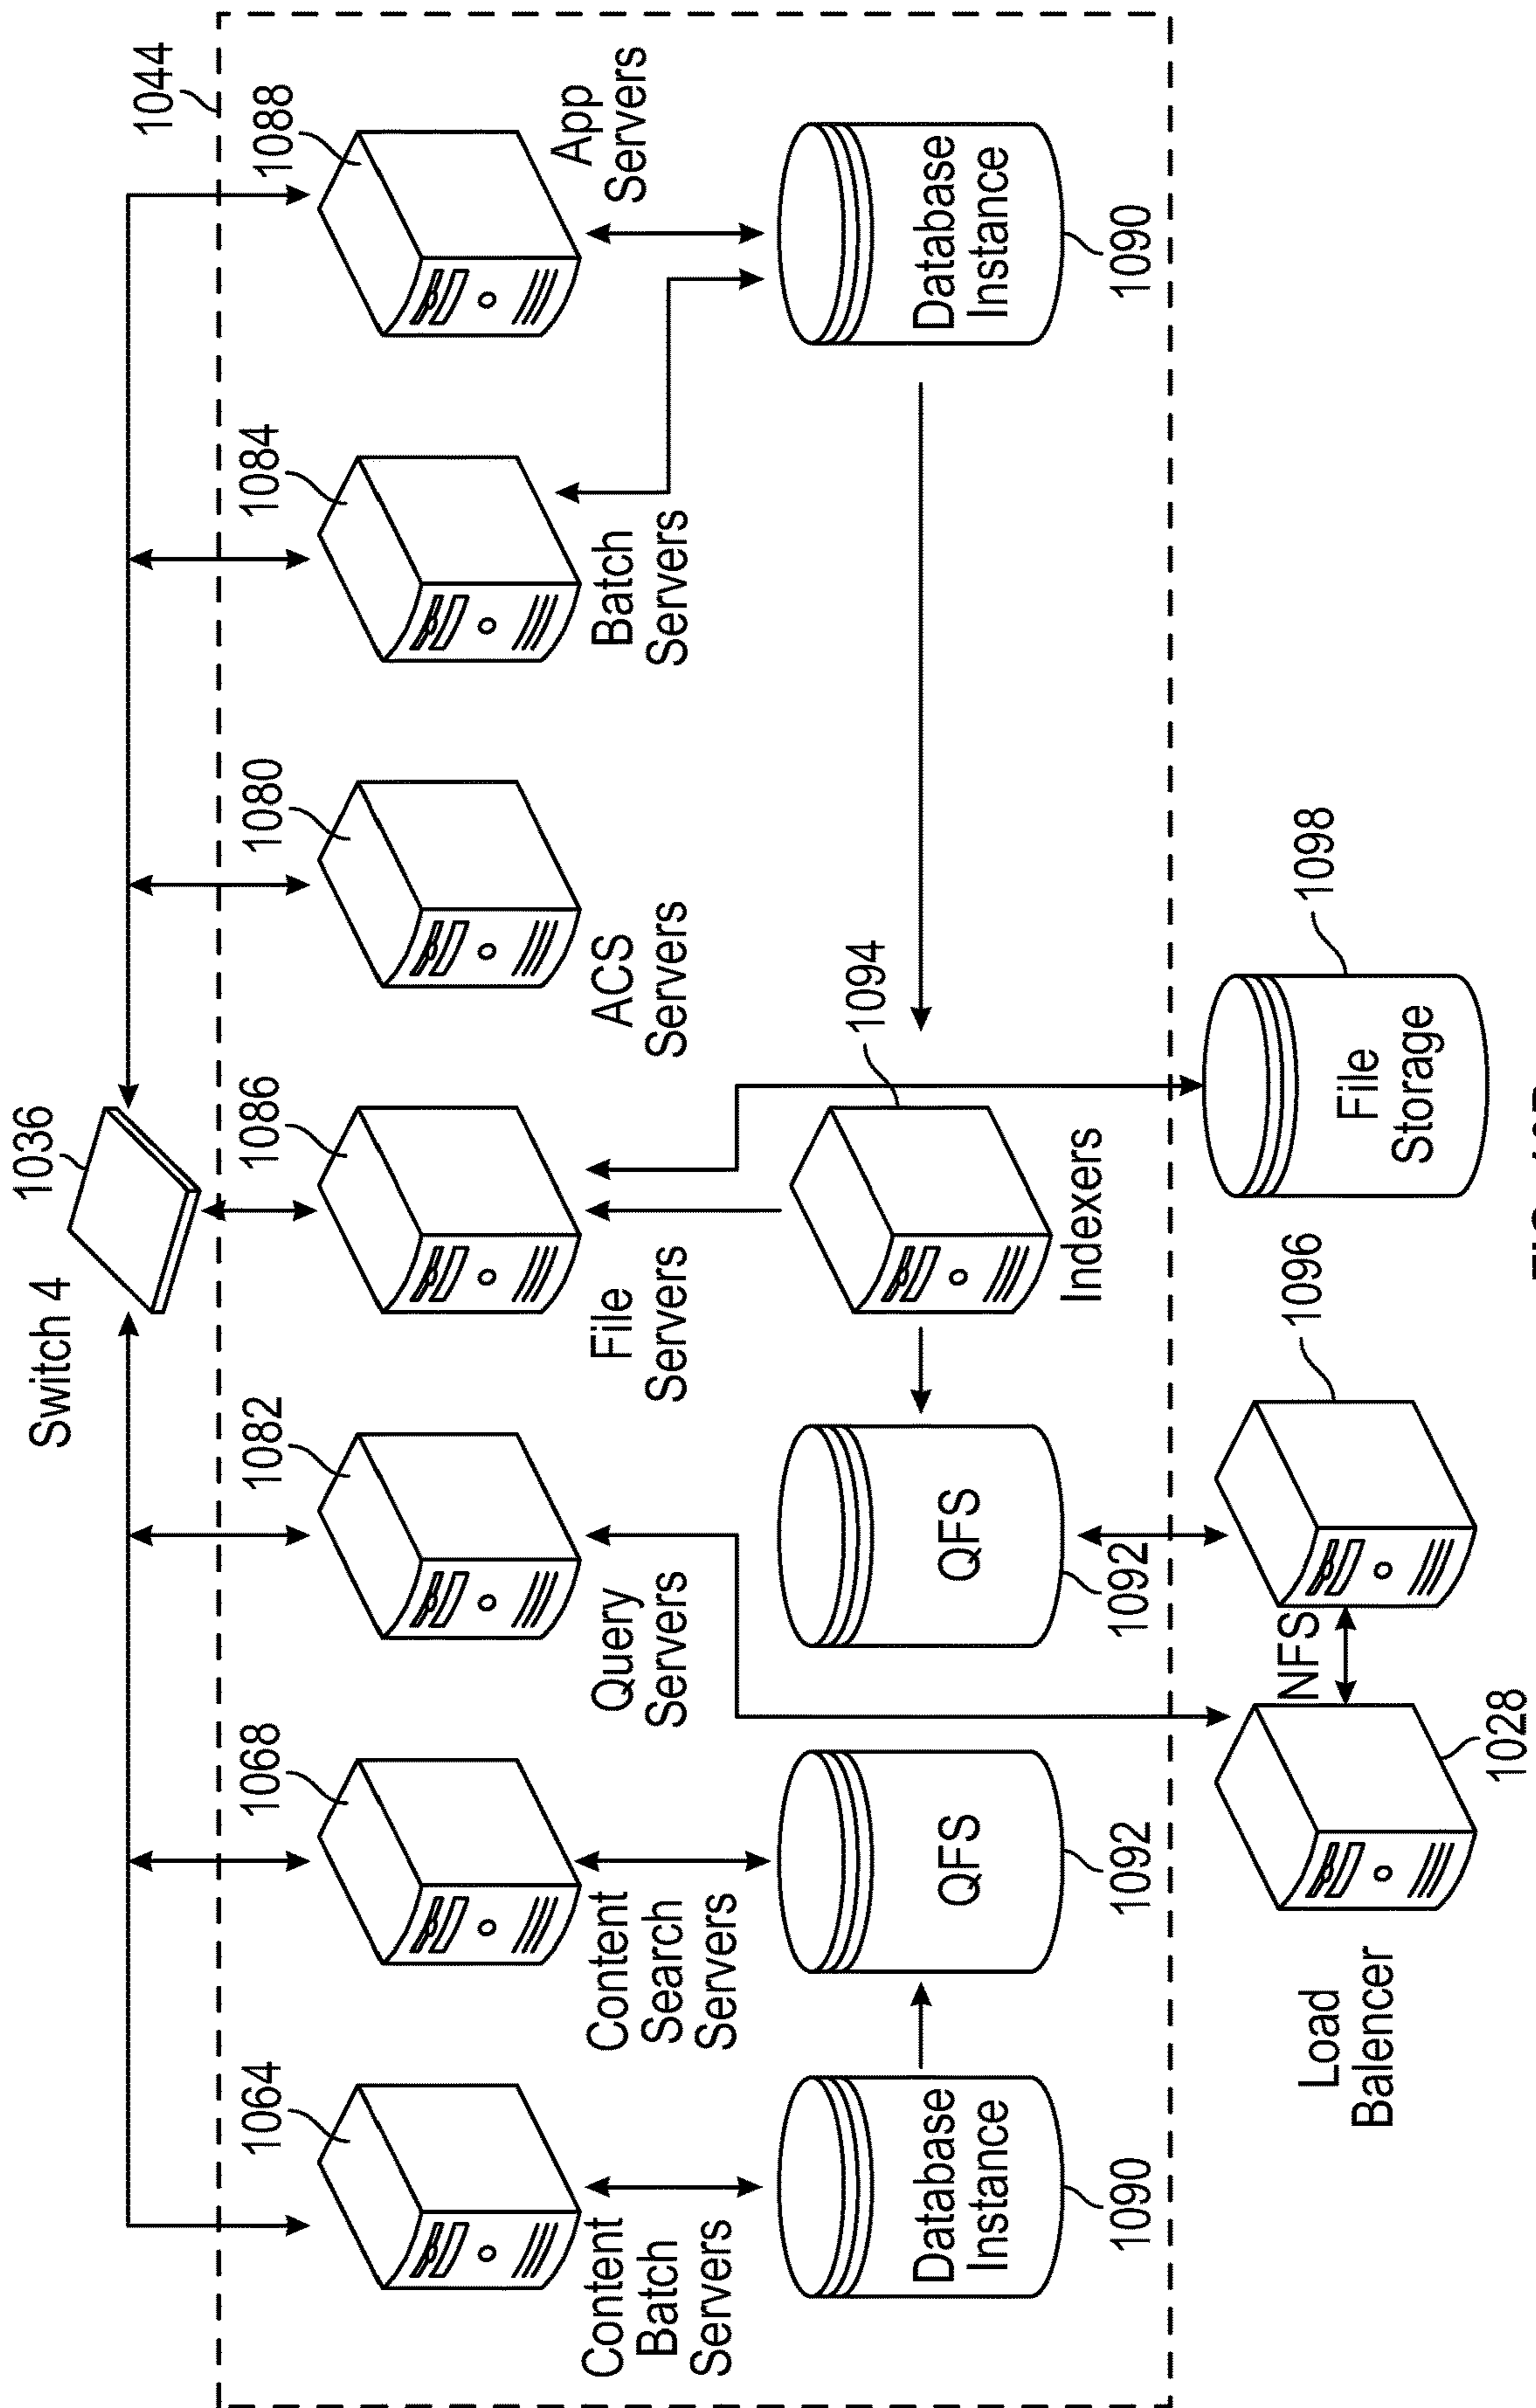 Switch 4
1036
1044
1064
1068
1082
1086
1080
1084
1088
Content
Batch
Servers
Content
Search
Servers
Query
Servers
File
Servers
ACS
Servers
Batch
Servers
App
Servers
1094
Database
Instance
1090
QFS
1092
QFS
1092
Indexers
Database
Instance
1090
Load
Balencer
1028
NFS
1096
File
Storage
1098